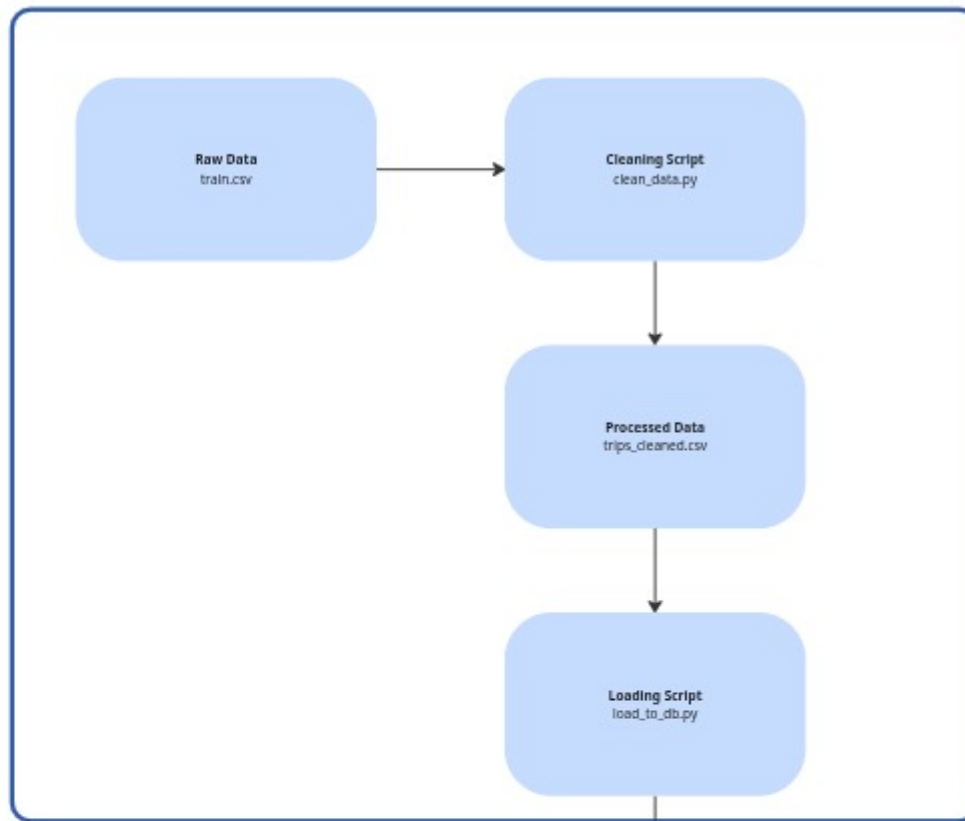 Raw Data
train.csv
Cleaning Script
clean_data.py
Processed Data
trips_cleaned.csv
Loading Script
load_to_db.py